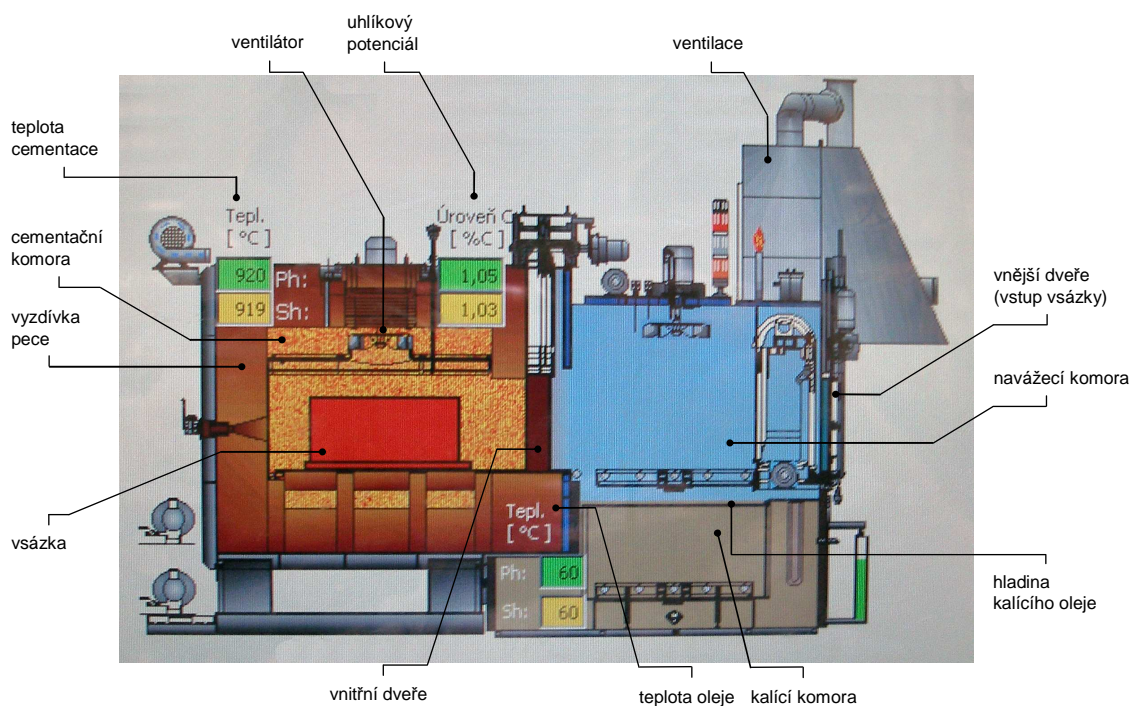 uhlíkový
potenciál
ventilátor
ventilace
teplota
cementace
Tepl.
[ °C]
Úroveň C
[ %C ]
cementační
komora
920 Ph: 1,05
919 Sh: 1,03
vnější dveře
(vstup vsázky)
vyzdívka
pece
navážecí komora
vsázka
Tepl.
[ °C ]
Ph: 60
Sh: 60
hladina
kalícího oleje
vnitřní dveře
teplota oleje
kalící komora